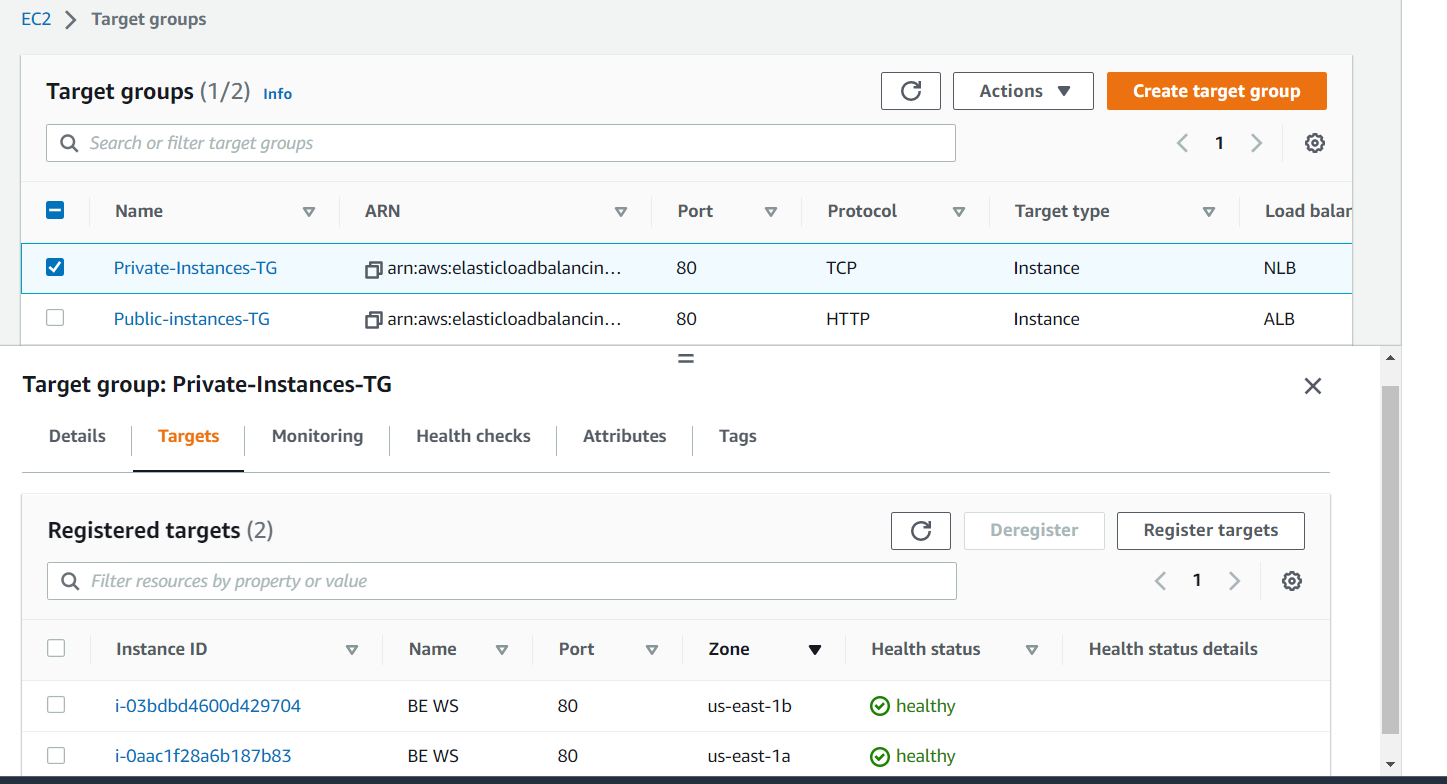 EC2 > Target groups
Target groups (1/2) Info
Actions
Create target group
Search or filter target groups
1
Name ARN Port Protocol Target type Load balar
Private-Instances-TG arn:aws:elasticloadbalancin... 80 TCP Instance NLB
Public-instances-TG arn:aws:elasticloadbalancin... 80 HTTP Instance ALB
Target group: Private-Instances-TG
Details Targets Monitoring Health checks Attributes Tags
Registered targets (2)
Deregister
Register targets
Filter resources by property or value
1
Instance ID Name Port Zone Health status Health status details
i-03bdbd4600d429704 BE WS 80 us-east-1b healthy
i-0aac1f28a6b187b83 BE WS 80 us-east-1a healthy